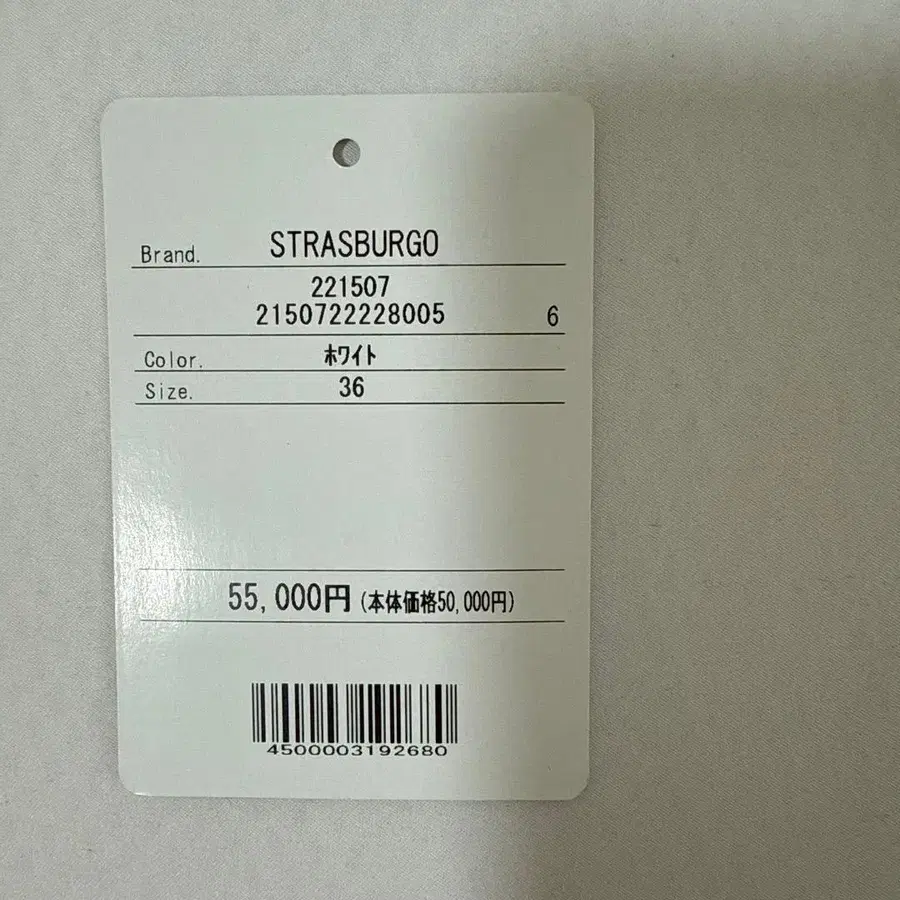 Brand. STRASBURGO
221507
2150722228005 6
Color. ホワイト
Size. 36
55,000円 (本体価格50,000円)
4500003192680